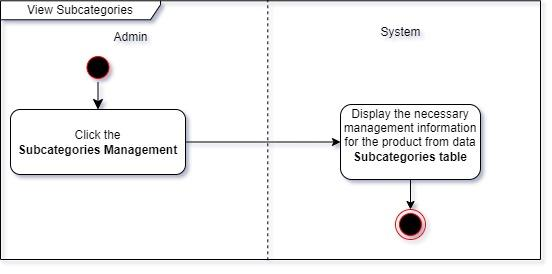 View Subcategories
Admin
System
Click the
Subcategories Management
Display the necessary
management information
for the product from data
Subcategories table